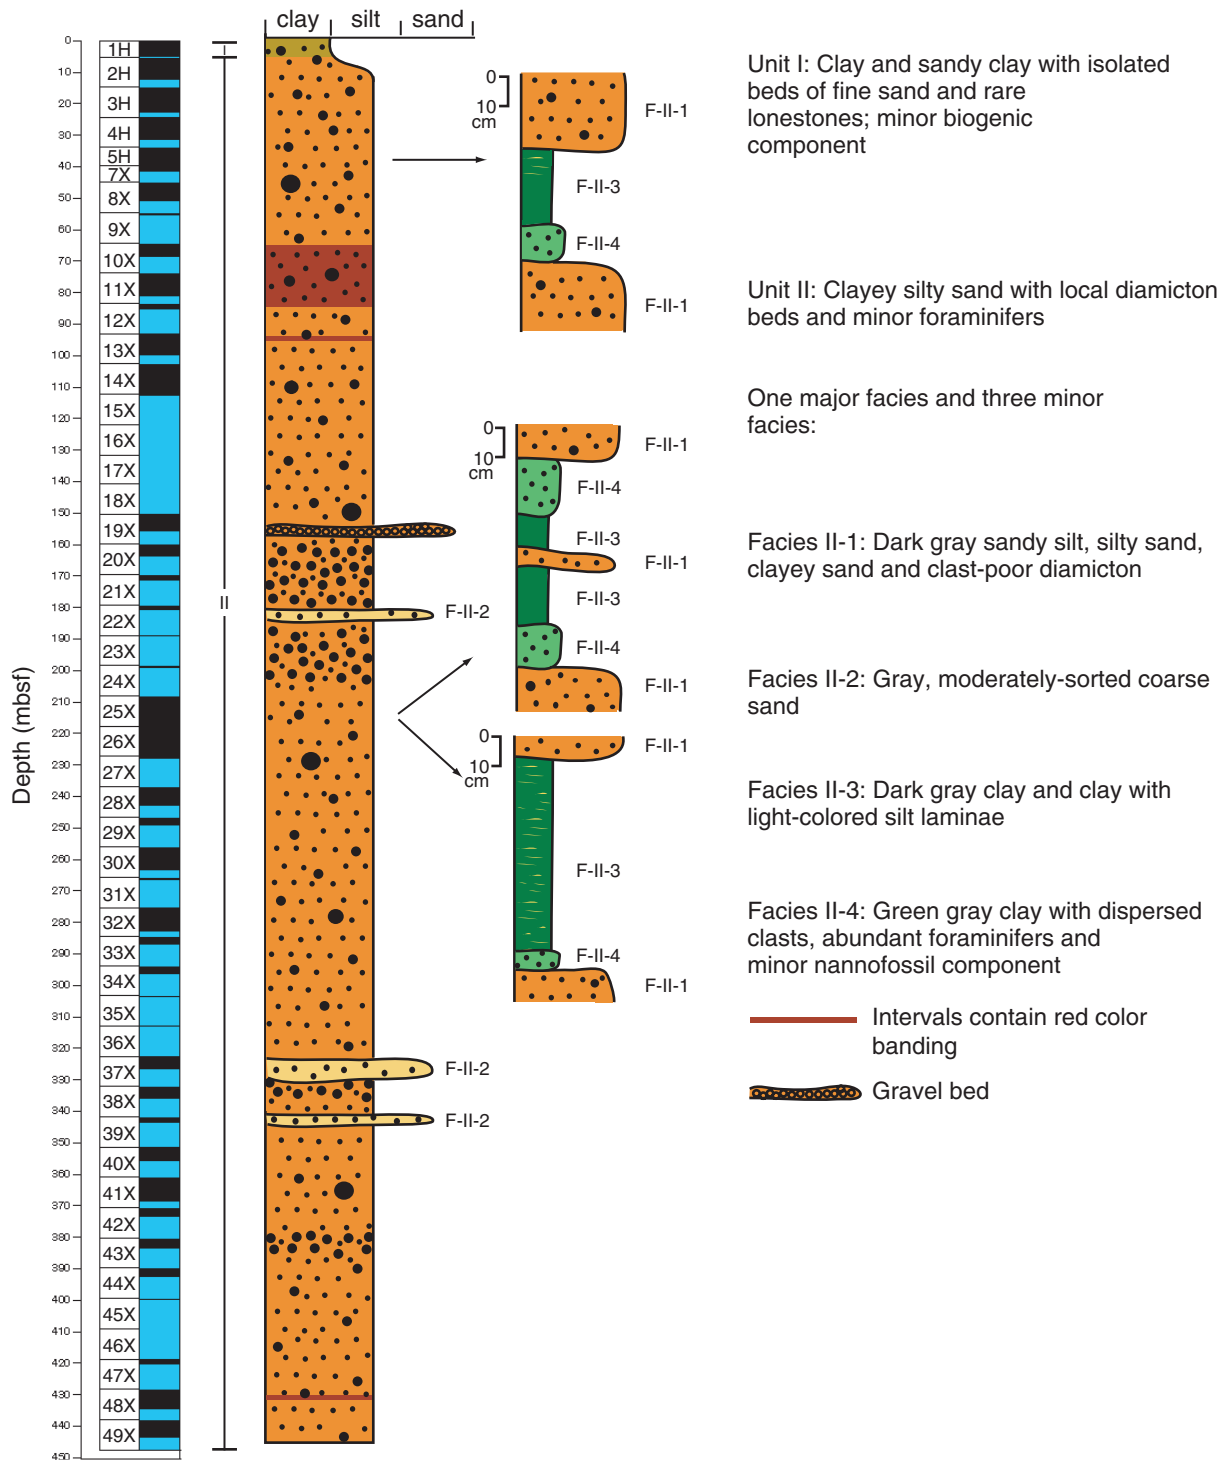 clay silt sand
Depth (mbsf)
0
10
20
30
40
50
60
70
80
90
100
110
120
130
140
150
160
170
180
190
200
210
220
230
240
250
260
270
280
290
300
310
320
330
340
350
360
370
380
390
400
410
420
430
440
450
1H
2H
3H
4H
5H
7X
8X
9X
10X
11X
12X
13X
14X
15X
16X
17X
18X
19X
20X
21X
22X
23X
24X
25X
26X
27X
28X
29X
30X
31X
32X
33X
34X
35X
36X
37X
38X
39X
40X
41X
42X
43X
44X
45X
46X
47X
48X
49X
I
II
F-II-2
F-II-2
F-II-2
0
10
cm
F-II-1
F-II-3
F-II-4
F-II-1
0
10
cm
F-II-1
F-II-4
F-II-3
F-II-1
F-II-3
F-II-4
F-II-1
0
10
cm
F-II-1
F-II-3
F-II-4
F-II-1
Unit I: Clay and sandy clay with isolated
beds of fine sand and rare
lonestones; minor biogenic
component
Unit II: Clayey silty sand with local diamicton
beds and minor foraminifers
One major facies and three minor
facies:
Facies II-1: Dark gray sandy silt, silty sand,
clayey sand and clast-poor diamicton
Facies II-2: Gray, moderately-sorted coarse
sand
Facies II-3: Dark gray clay and clay with
light-colored silt laminae
Facies II-4: Green gray clay with dispersed
clasts, abundant foraminifers and
minor nannofossil component
Intervals contain red color
banding
Gravel bed